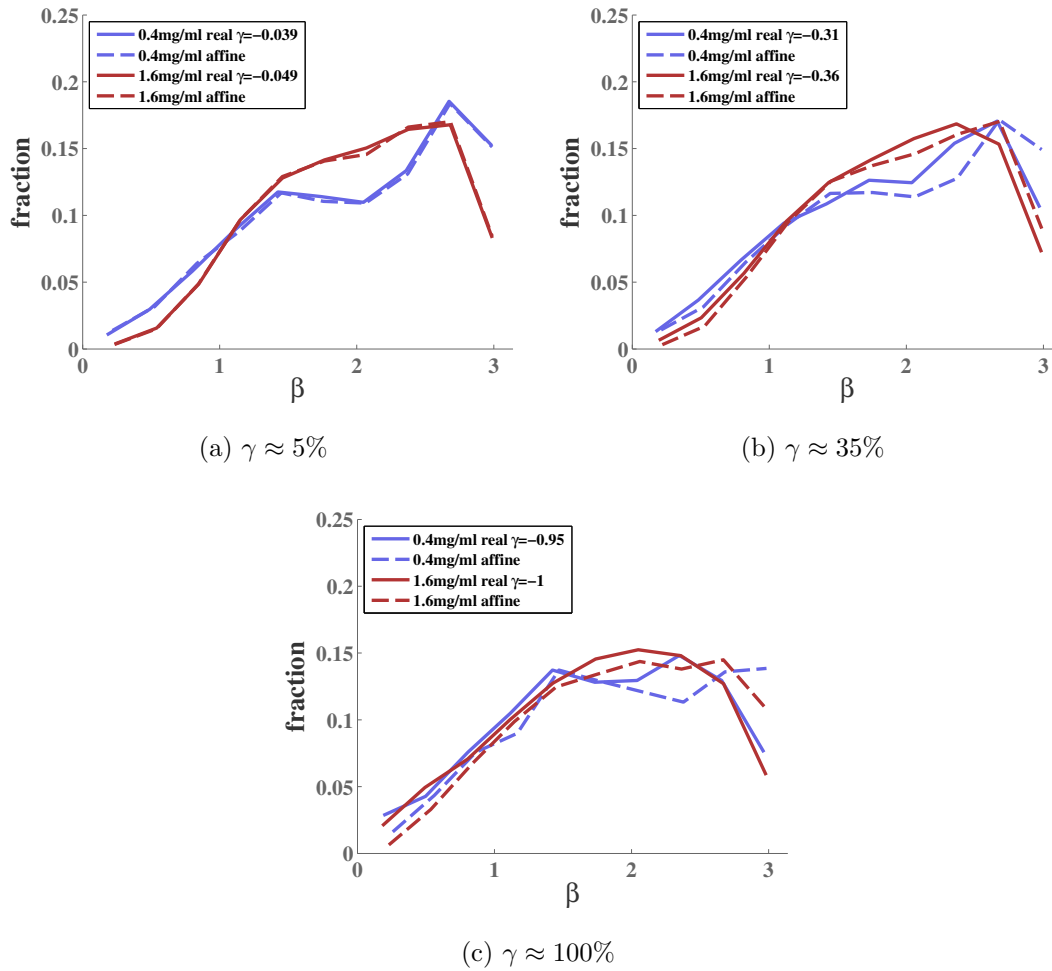 0.25
0.2
0.15
0.1
0.05
0
fraction
0.4mg/ml real γ=−0.039
0.4mg/ml affine
1.6mg/ml real γ=−0.049
1.6mg/ml affine
0 1 2 3
β
(a) γ ≈ 5%
0.25
0.2
0.15
0.1
0.05
0
fraction
0.4mg/ml real γ=−0.31
0.4mg/ml affine
1.6mg/ml real γ=−0.36
1.6mg/ml affine
0 1 2 3
β
(b) γ ≈ 35%
0.25
0.2
0.15
0.1
0.05
0
fraction
0.4mg/ml real γ=−0.95
0.4mg/ml affine
1.6mg/ml real γ=−1
1.6mg/ml affine
0 1 2 3
β
(c) γ ≈ 100%